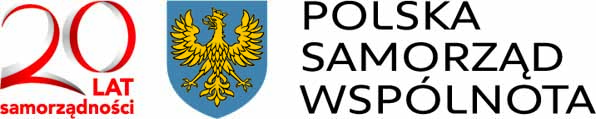 20
LAT
samorządności
POLSKA
SAMORZĄD
WSPÓLNOTA